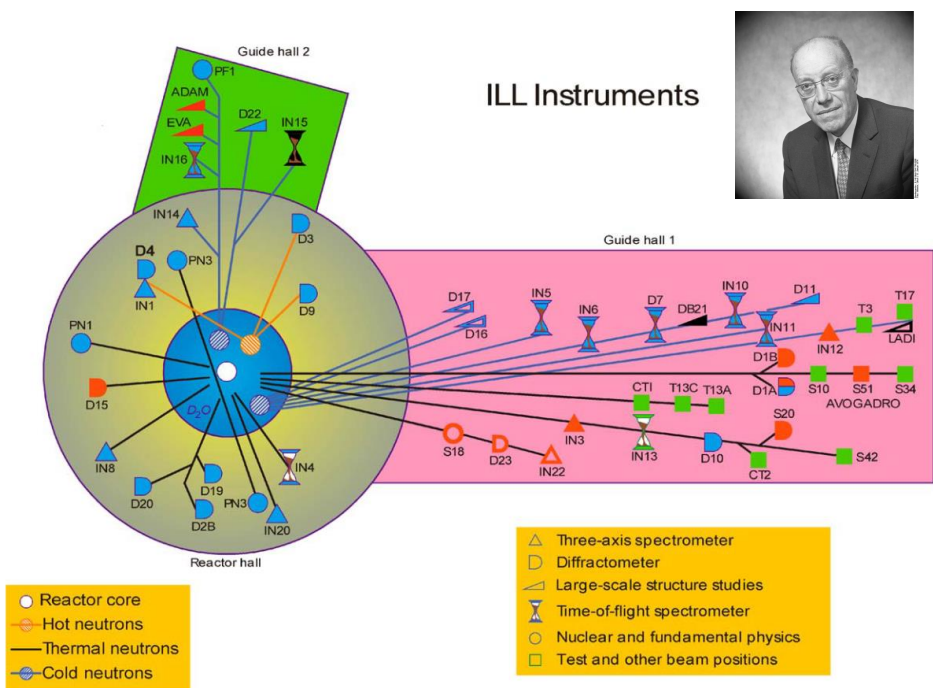 Guide hall 2
PF1
ILL Instruments
ADAM
D22
IN15
EVA
IN16
IN14
D3
Guide hall 1
D4
PN3
IN1
D9
D17
IN5
IN6
D7
DB21
IN10
D11
T3
T17
D16
IN11
IN12
LADI
PN1
D1B
D15
D1A
S10
S51
S34
AVOGADRO
D2O
CTI
T13C
T13A
S20
IN8
IN4
S18
D23
IN22
IN3
IN13
D10
CT2
S42
D20
D19
D2B
PN3
IN20
Reactor hall
Three-axis spectrometer
Diffractometer
Large-scale structure studies
Time-of-flight spectrometer
Nuclear and fundamental physics
Test and other beam positions
Reactor core
Hot neutrons
Thermal neutrons
Cold neutrons